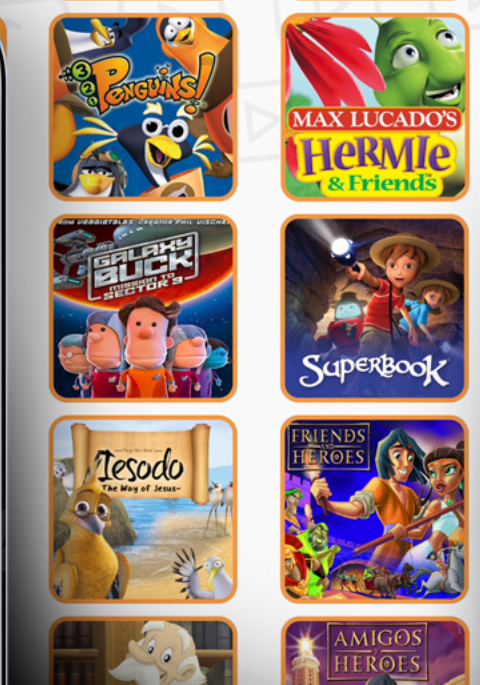 3
2
1
PENGUINS!
MAX LUCADO'S
HERMIE
& Friends™
FROM VEGGIETALES CREATOR PHIL VISCHER
GALAXY
BUCK
MISSION TO
SECTOR 9
SUPERBOOK
Iesodo
The Way of Jesus~
FRIENDS
AND
HEROES
AMIGOS
Y
HEROES